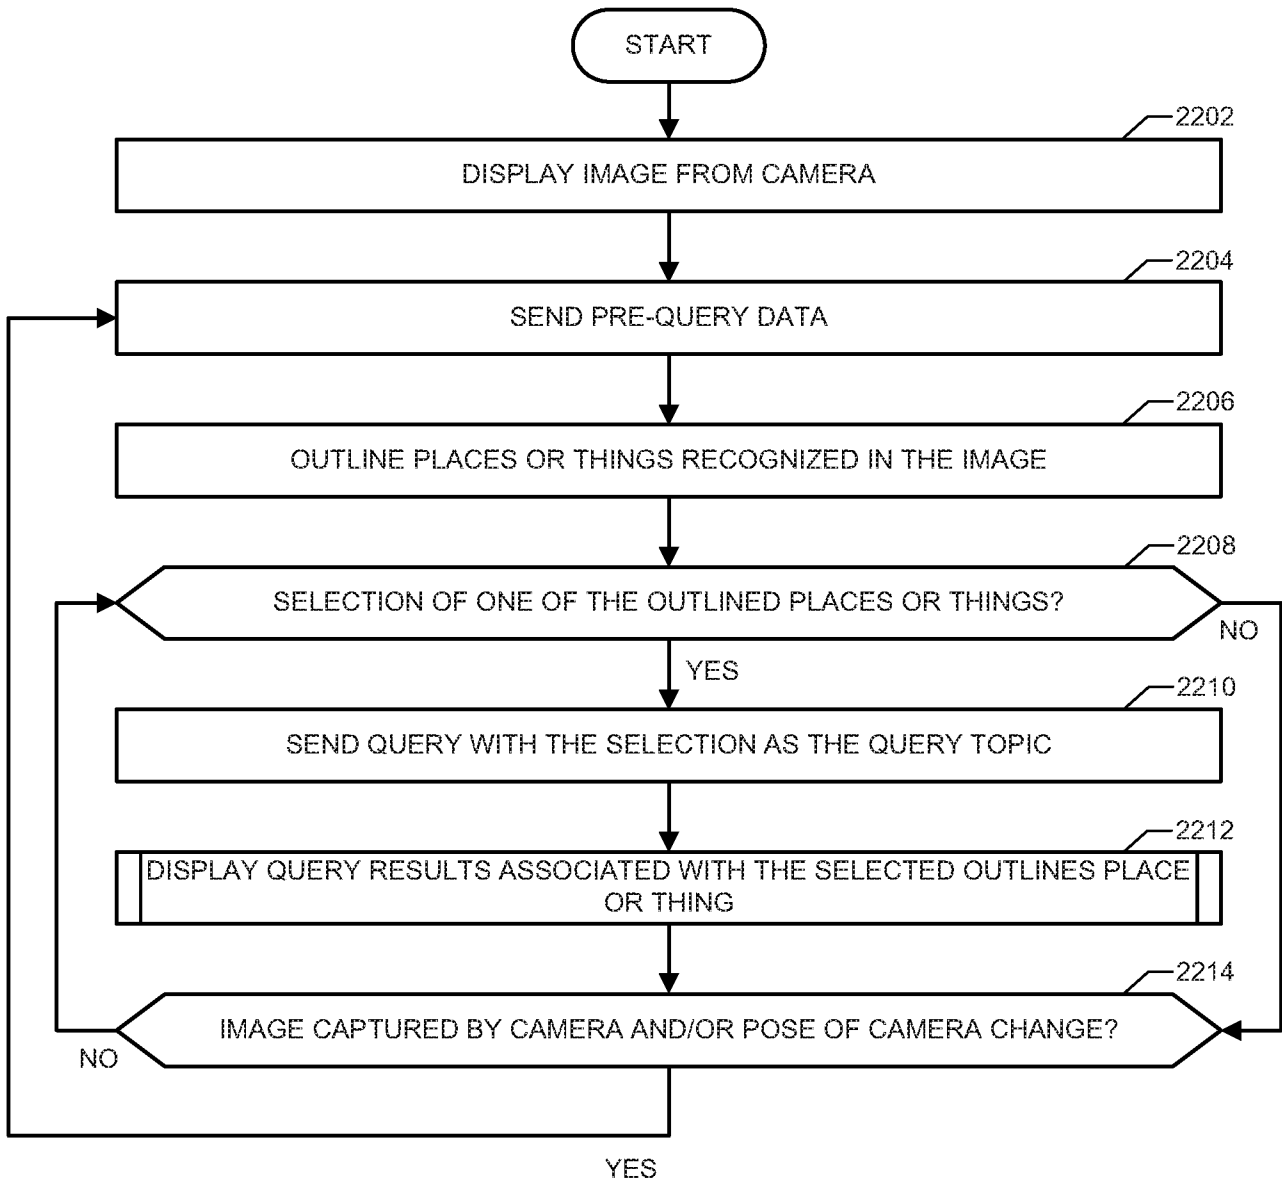 START
2202
DISPLAY IMAGE FROM CAMERA
2204
SEND PRE-QUERY DATA
2206
OUTLINE PLACES OR THINGS RECOGNIZED IN THE IMAGE
2208
SELECTION OF ONE OF THE OUTLINED PLACES OR THINGS?
NO
YES
2210
SEND QUERY WITH THE SELECTION AS THE QUERY TOPIC
2212
DISPLAY QUERY RESULTS ASSOCIATED WITH THE SELECTED OUTLINES PLACE
OR THING
2214
IMAGE CAPTURED BY CAMERA AND/OR POSE OF CAMERA CHANGE?
NO
YES